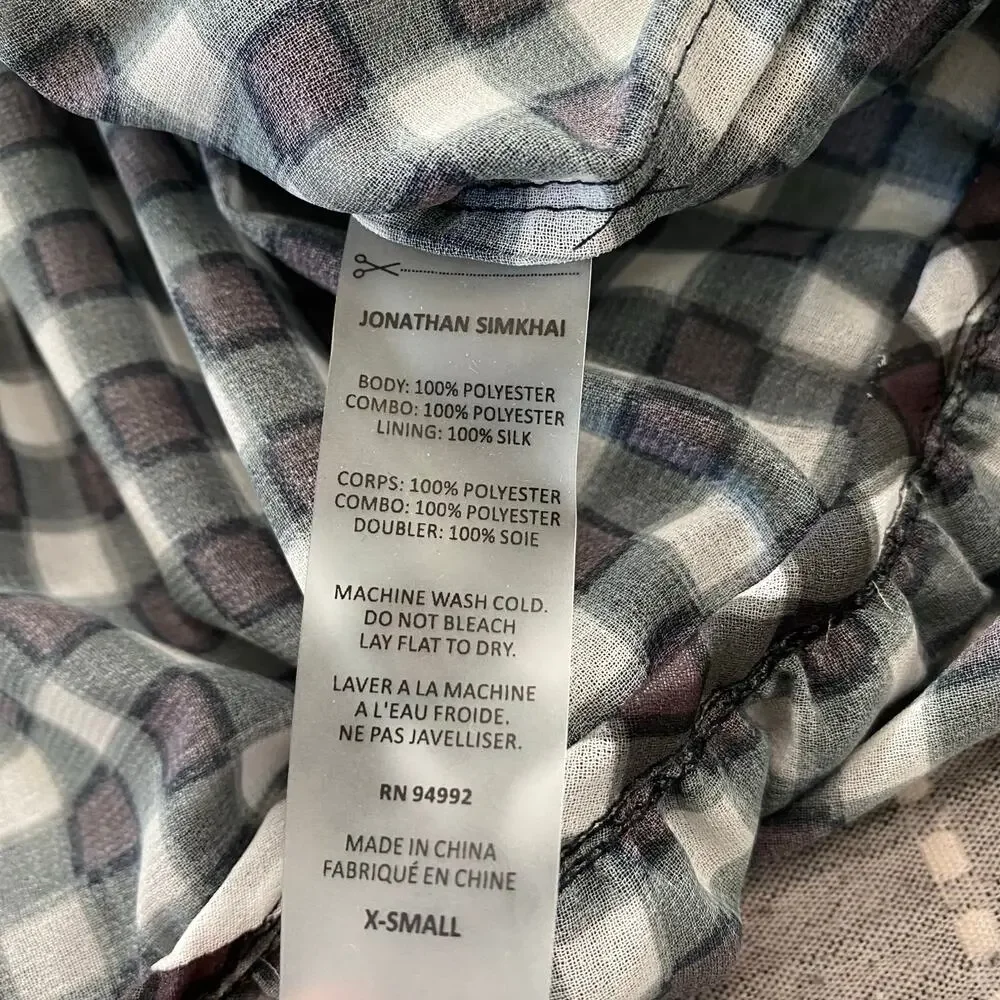 JONATHAN SIMKHAI
BODY: 100% POLYESTER
COMBO: 100% POLYESTER
LINING: 100% SILK
CORPS: 100% POLYESTER
COMBO: 100% POLYESTER
DOUBLER: 100% SOIE
MACHINE WASH COLD.
DO NOT BLEACH
LAY FLAT TO DRY.
LAVER A LA MACHINE
A L'EAU FROIDE.
NE PAS JAVELLISER.
RN 94992
MADE IN CHINA
FABRIQUÉ EN CHINE
X-SMALL